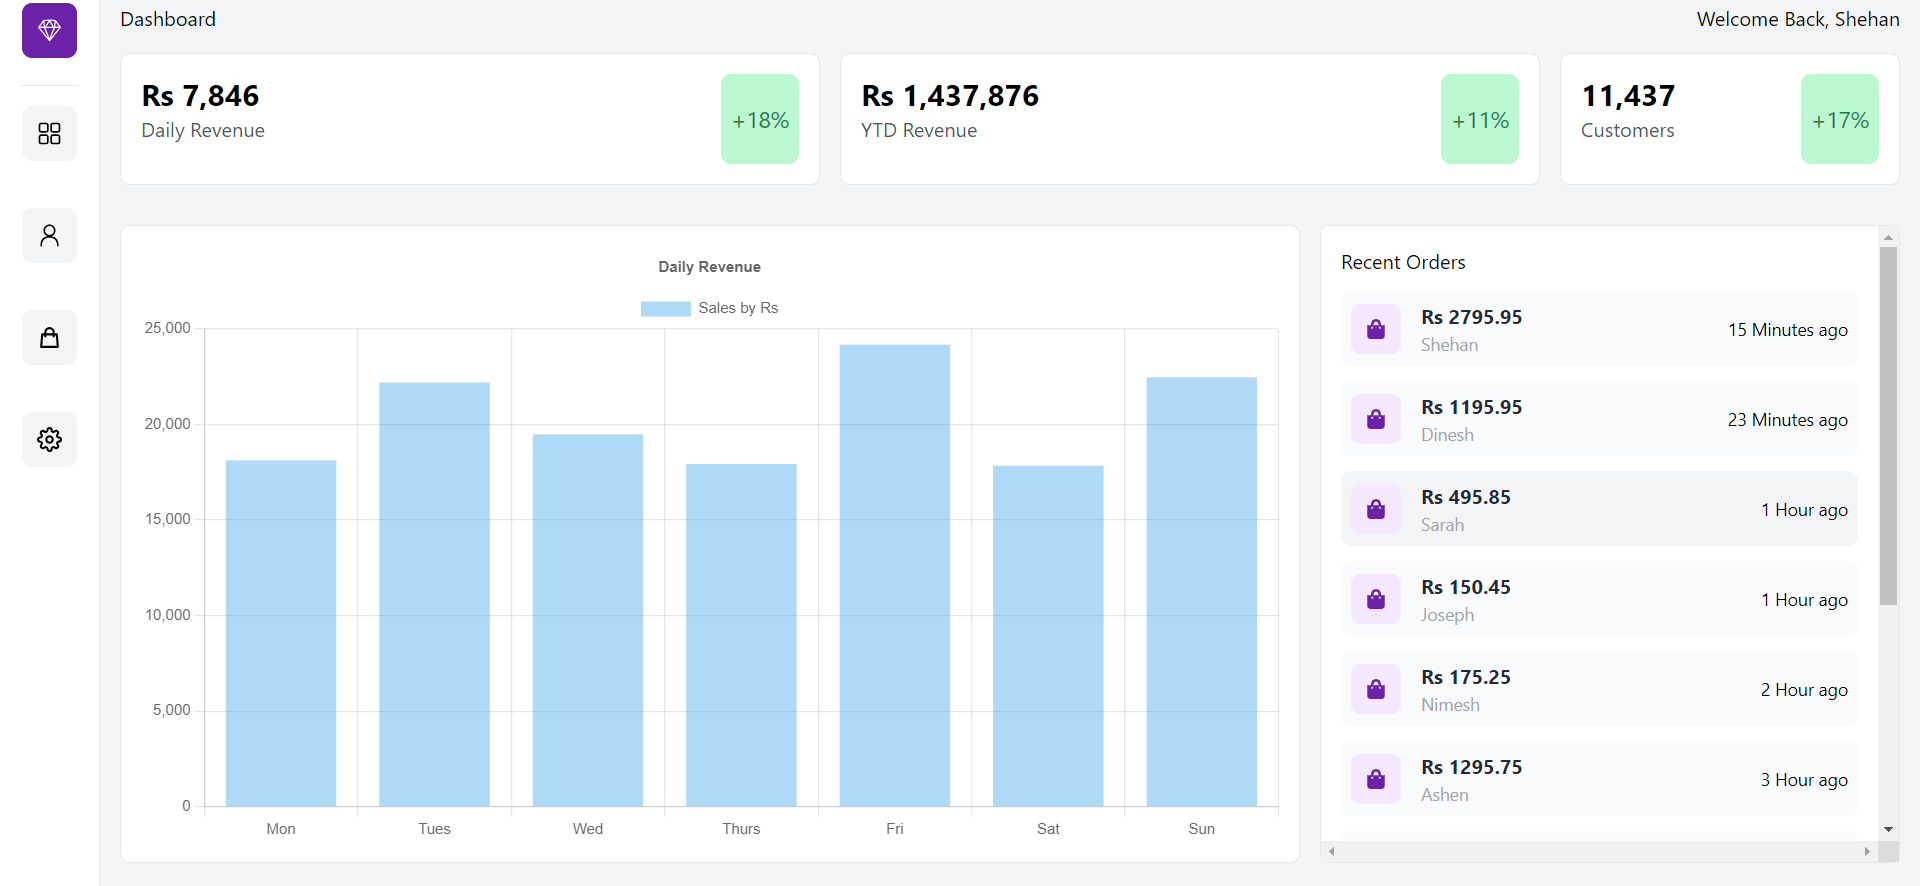 Dashboard
Welcome Back, Shehan
Rs 7,846
Daily Revenue
+18%
Rs 1,437,876
YTD Revenue
+11%
11,437
Customers
+17%
Daily Revenue
Sales by Rs
25,000
20,000
15,000
10,000
5,000
0
Mon Tues Wed Thurs Fri Sat Sun
Recent Orders
Rs 2795.95
Shehan
15 Minutes ago
Rs 1195.95
Dinesh
23 Minutes ago
Rs 495.85
Sarah
1 Hour ago
Rs 150.45
Joseph
1 Hour ago
Rs 175.25
Nimesh
2 Hour ago
Rs 1295.75
Ashen
3 Hour ago